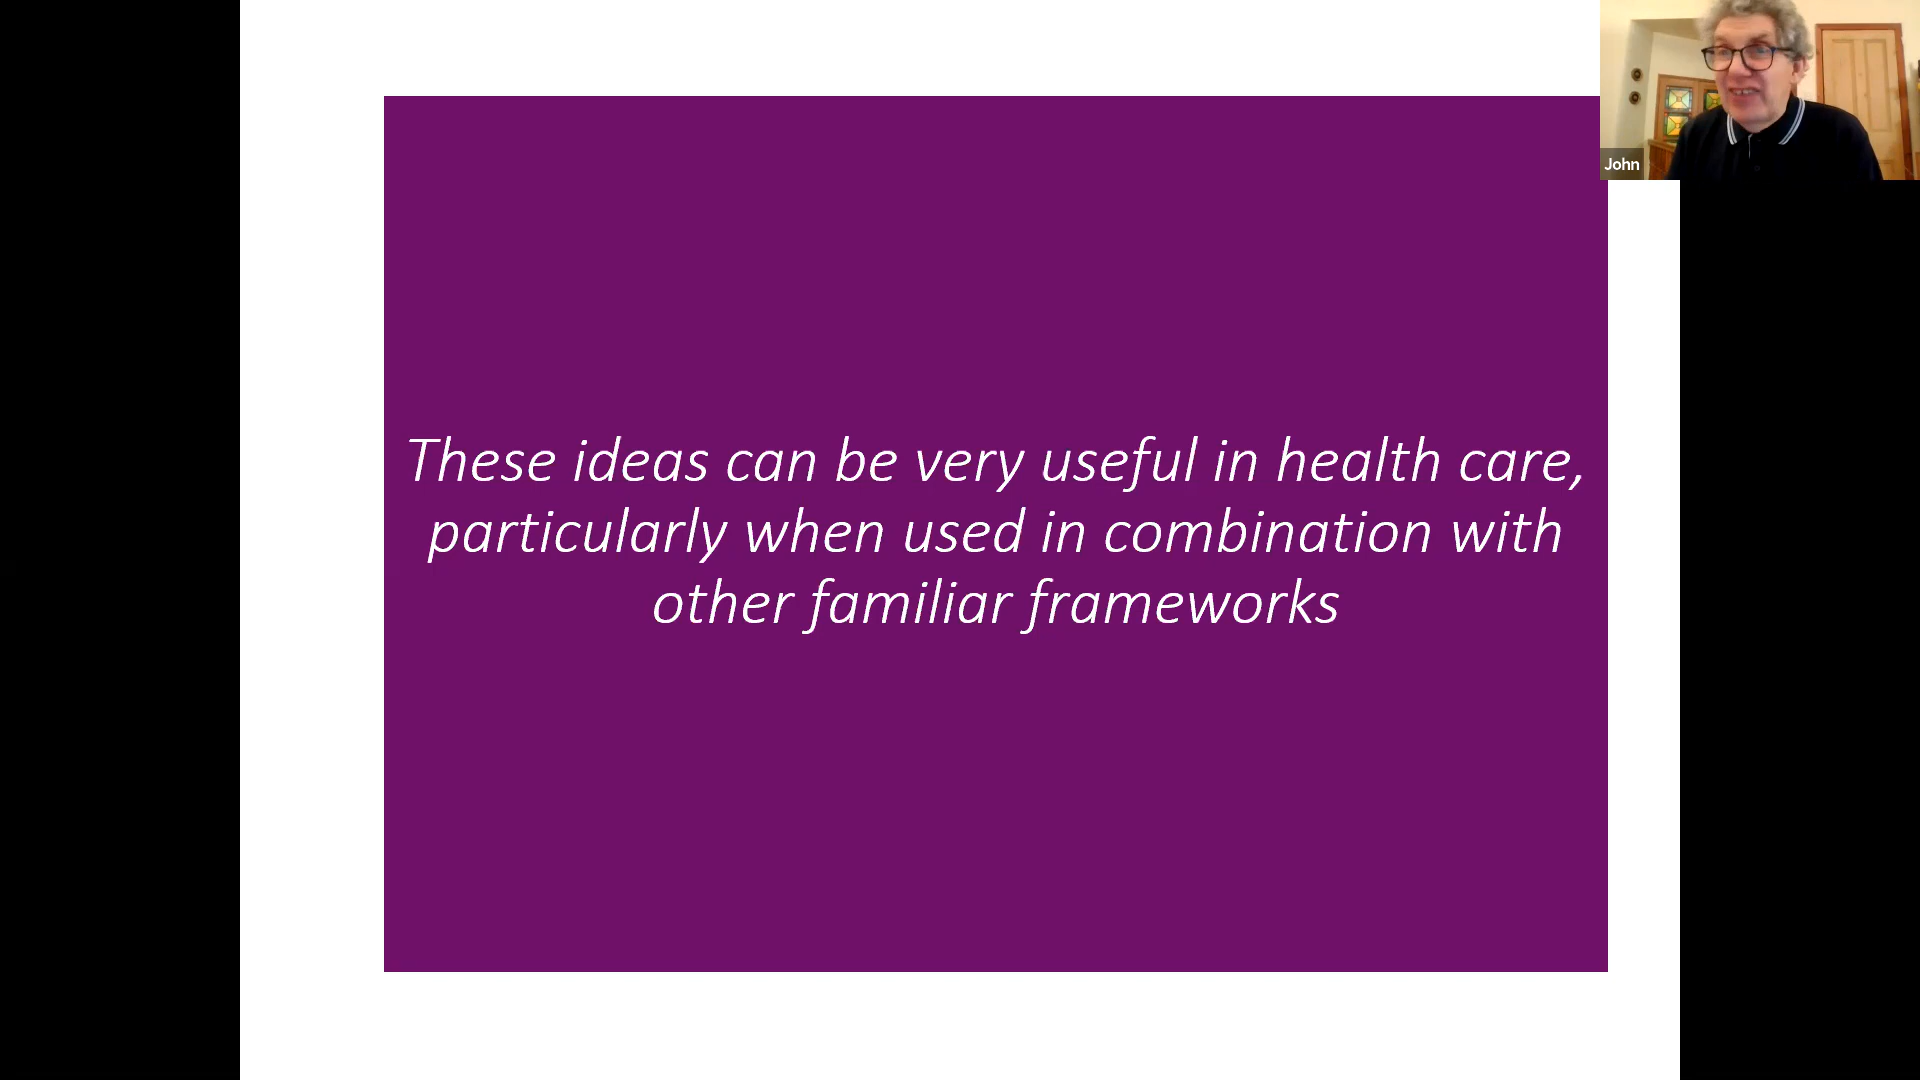 John
These ideas can be very useful in health care,
particularly when used in combination with
other familiar frameworks